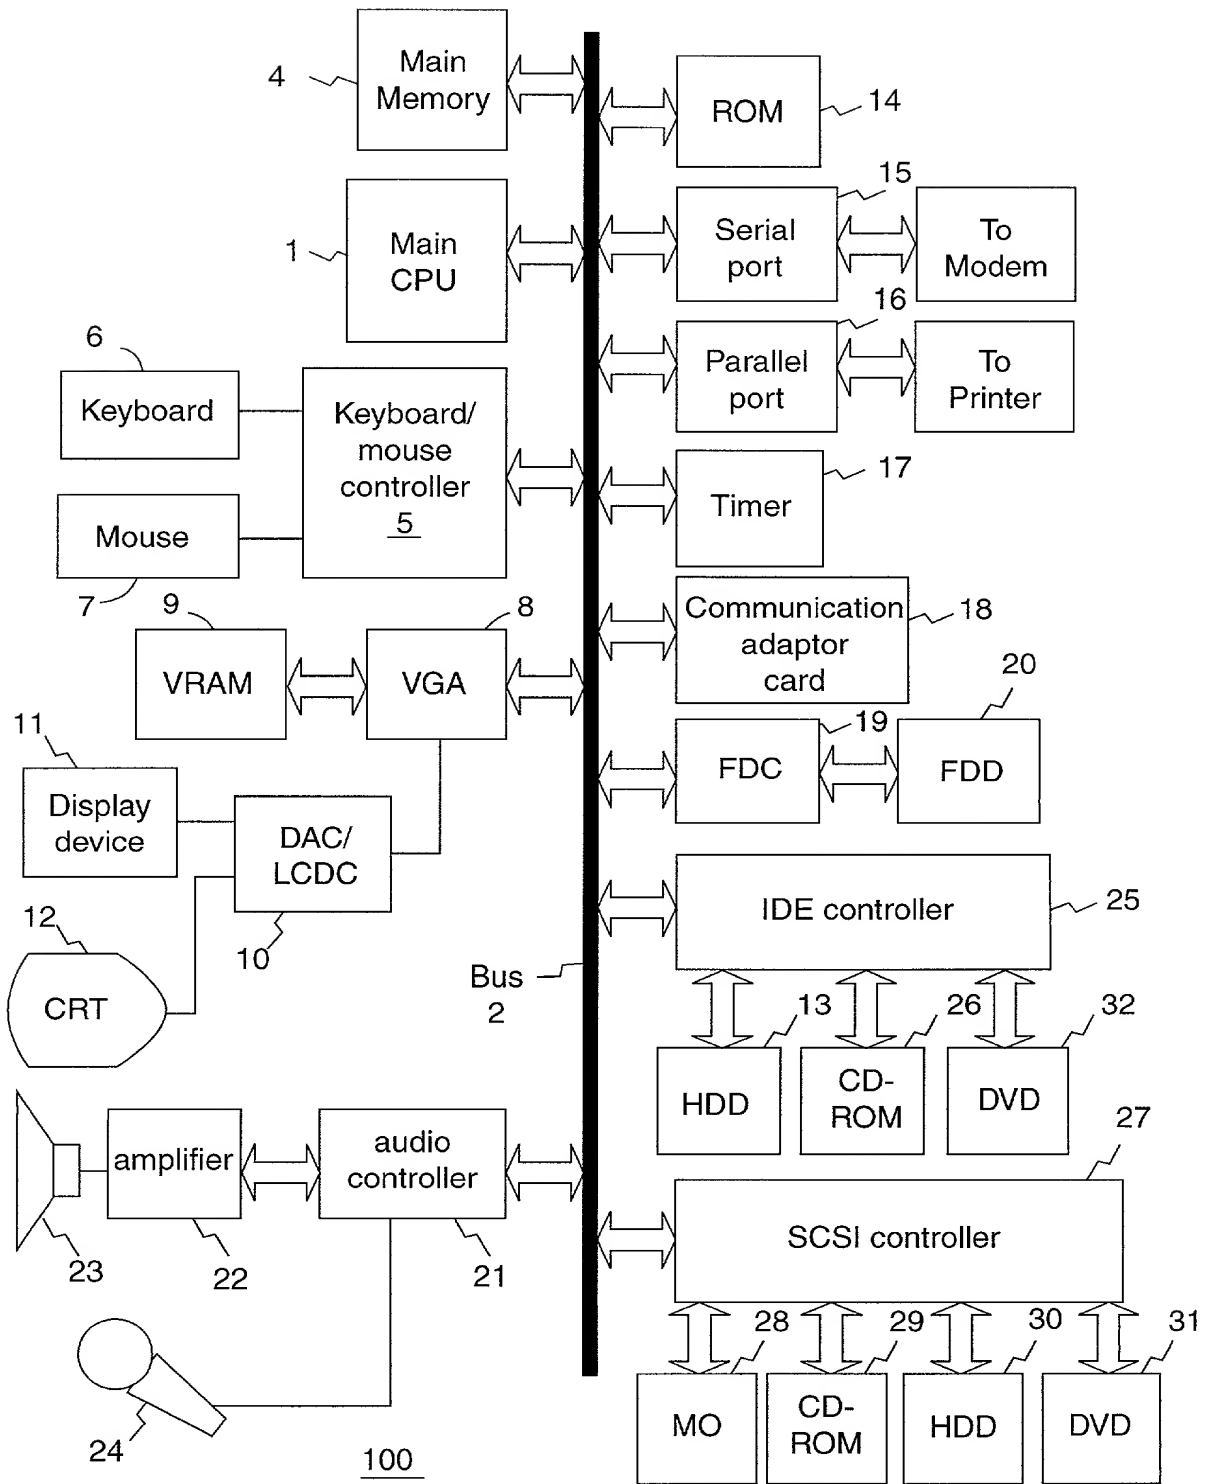 4
Main
Memory
ROM
14
1
Main
CPU
15
Serial
port
To
Modem
16
Parallel
port
To
Printer
6
Keyboard
Keyboard/
mouse
controller
5
Mouse
7
Timer
17
Communication
adaptor
card
18
9
VRAM
8
VGA
19
FDC
20
FDD
11
Display
device
DAC/
LCDC
10
12
CRT
IDE controller
25
Bus
2
13
HDD
26
CD-
ROM
32
DVD
amplifier
22
audio
controller
21
23
27
SCSI controller
24
28
MO
29
CD-
ROM
30
HDD
31
DVD
100